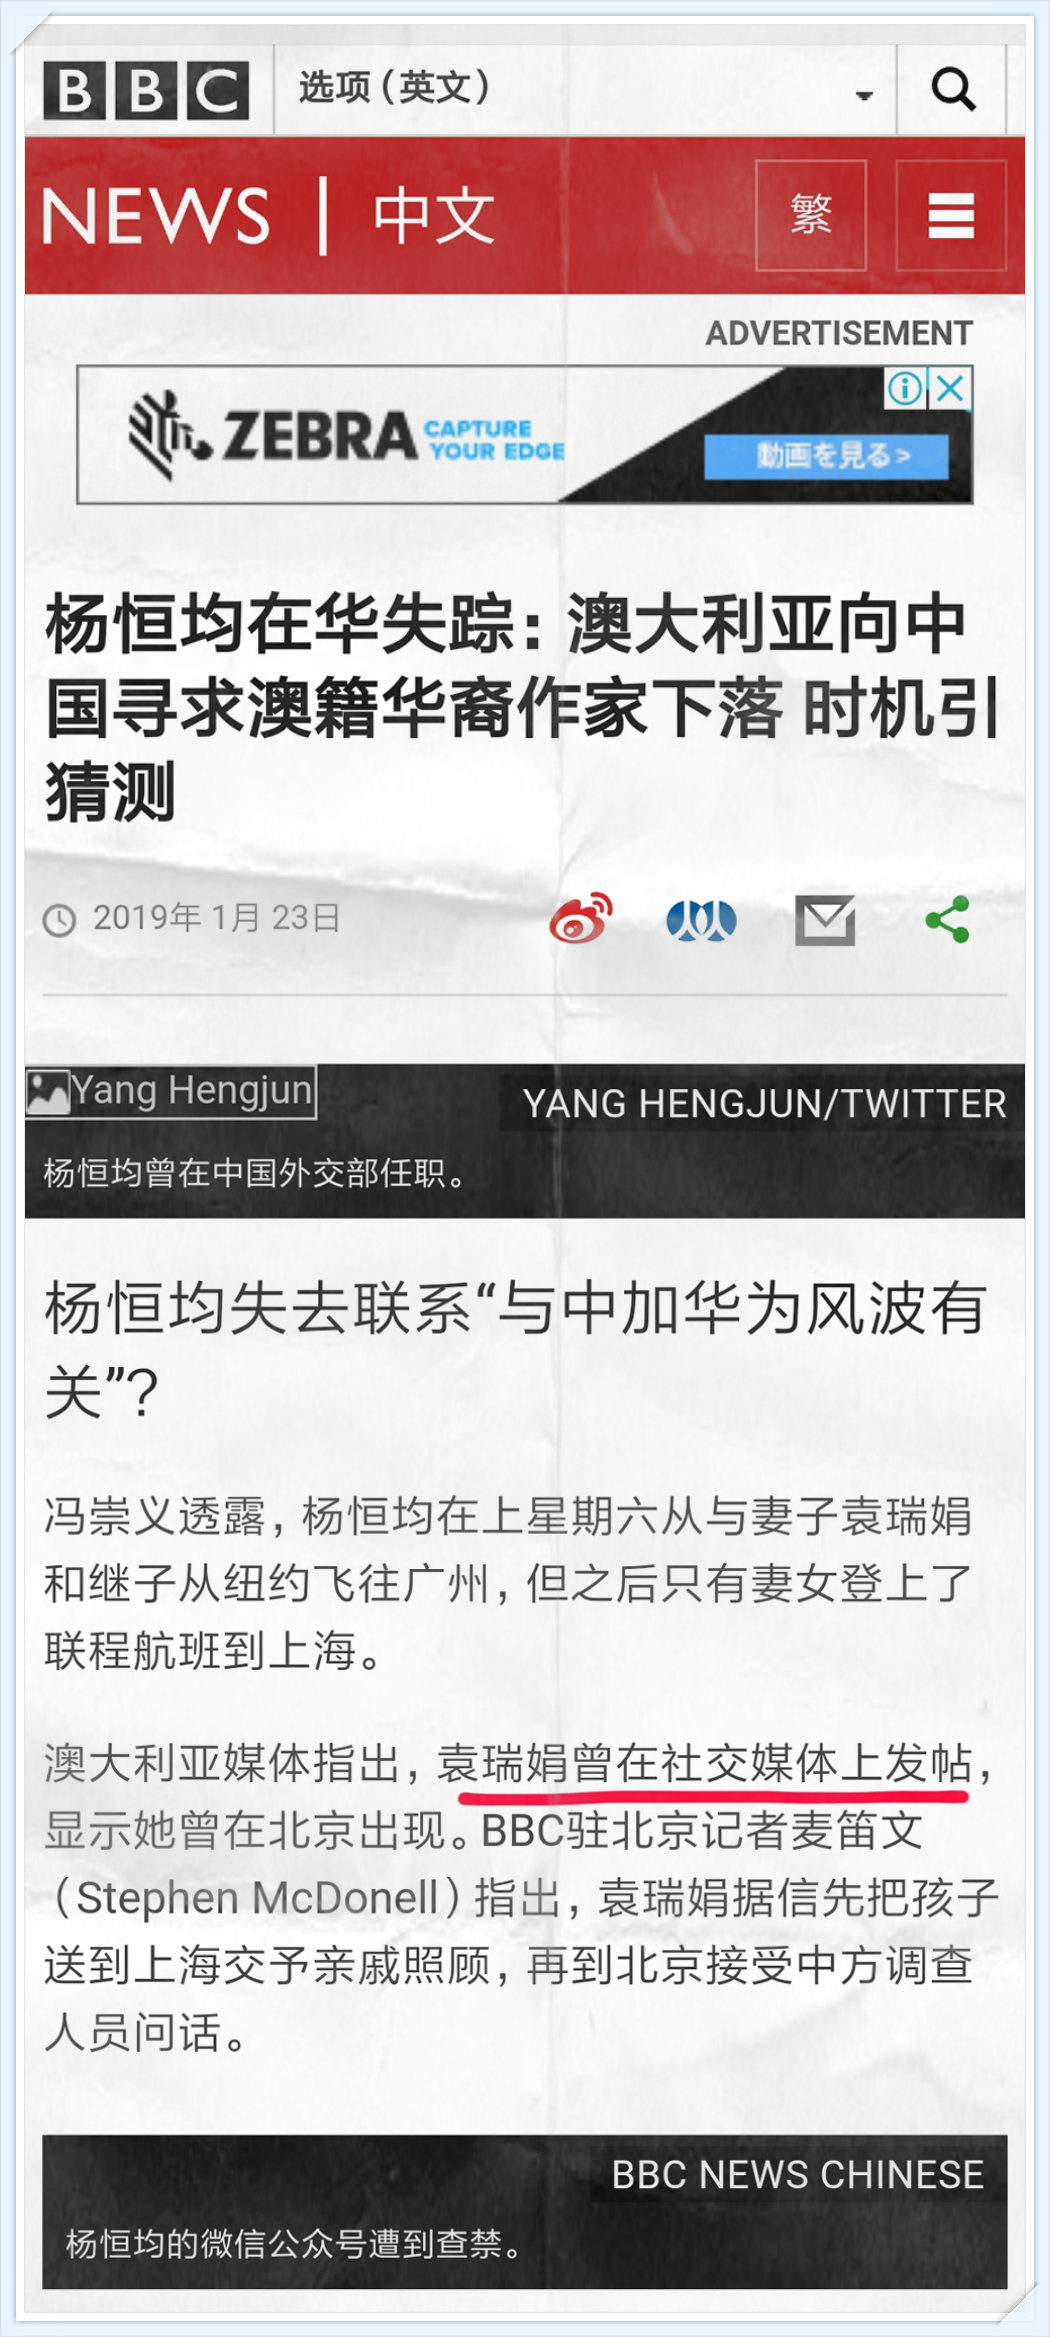 BBC 选项（英文）
NEWS | 中文 繁
ADVERTISEMENT
ZEBRA CAPTURE
YOUR EDGE
動画を見る >
杨恒均在华失踪：澳大利亚向中
国寻求澳籍华裔作家下落 时机引
猜测
2019年 1月 23日
Yang Hengjun
YANG HENGJUN/TWITTER
杨恒均曾在中国外交部任职。
杨恒均失去联系“与中加华为风波有
关”？
冯崇义透露，杨恒均在上星期六从与妻子袁瑞娟
和继子从纽约飞往广州，但之后只有妻女登上了
联程航班到上海。
澳大利亚媒体指出，袁瑞娟曾在社交媒体上发帖，
显示她曾在北京出现。BBC驻北京记者麦笛文
（Stephen McDonell）指出，袁瑞娟据信先把孩子
送到上海交予亲戚照顾，再到北京接受中方调查
人员问话。
BBC NEWS CHINESE
杨恒均的微信公众号遭到查禁。